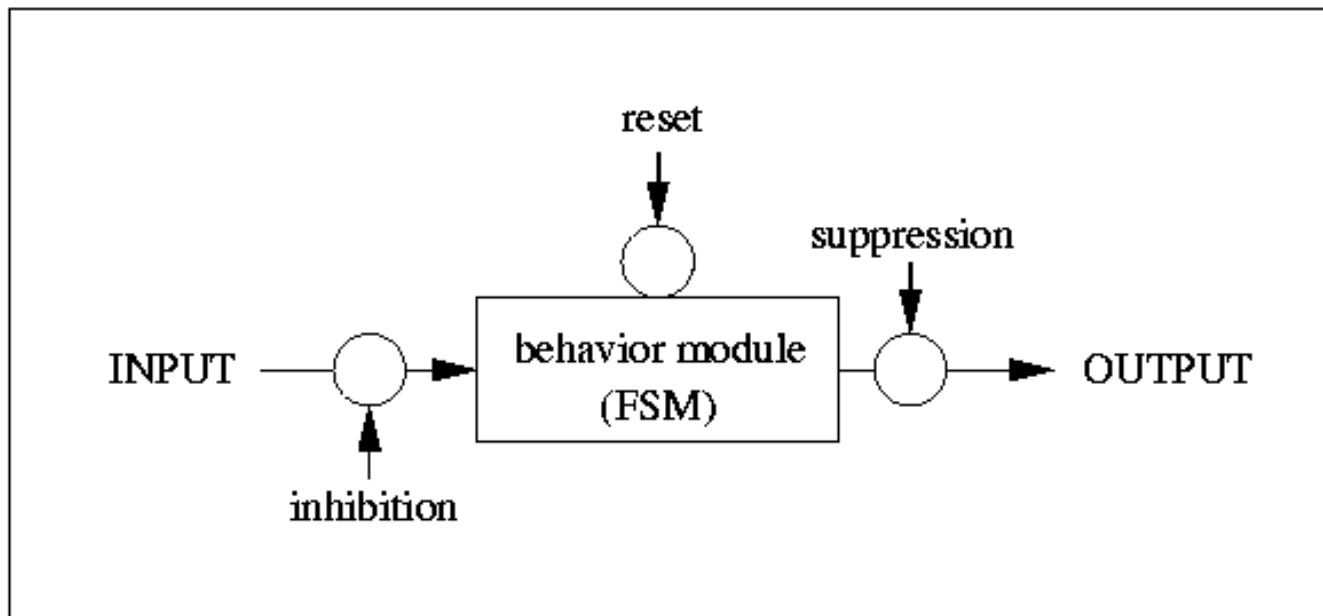 reset
suppression
INPUT
behavior module
(FSM)
OUTPUT
inhibition